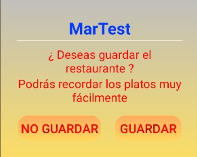 MarTest
¿ Deseas guardar el
restaurante ?
Podrás recordar los platos muy
fácilmente
NO GUARDAR GUARDAR